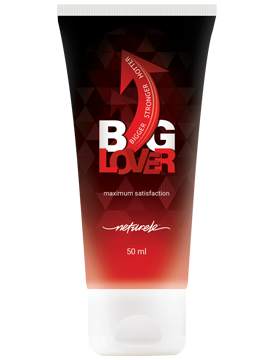 BIGGER STRONGER HOTTER
BIG
LOVER
maximum satisfaction
naturele
50 ml